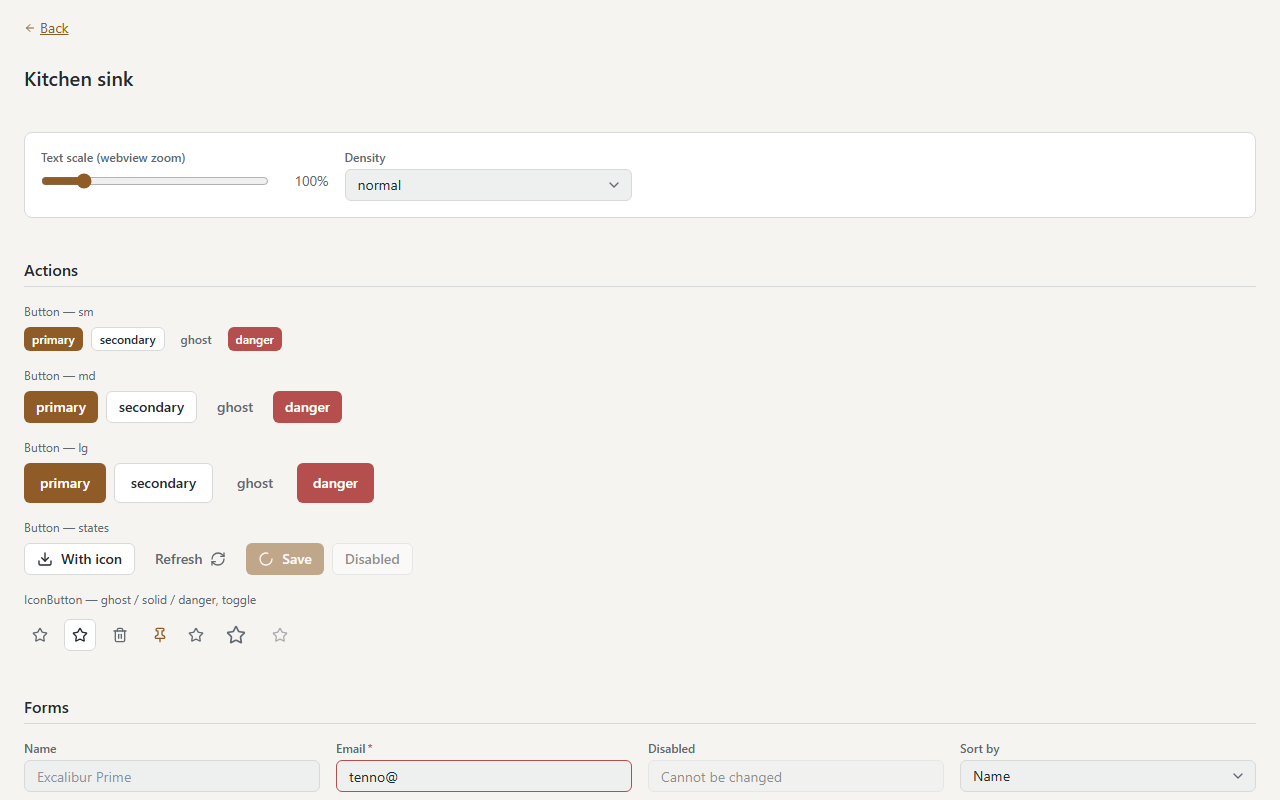 ← Back
Kitchen sink
Text scale (webview zoom)
Density
100%
normal
Actions
Button — sm
primary
secondary
ghost
danger
Button — md
primary
secondary
ghost
danger
Button — lg
primary
secondary
ghost
danger
Button — states
With icon
Refresh
Save
Disabled
IconButton — ghost / solid / danger, toggle
Forms
Name
Email *
Disabled
Sort by
Excalibur Prime
tenno@
Cannot be changed
Name